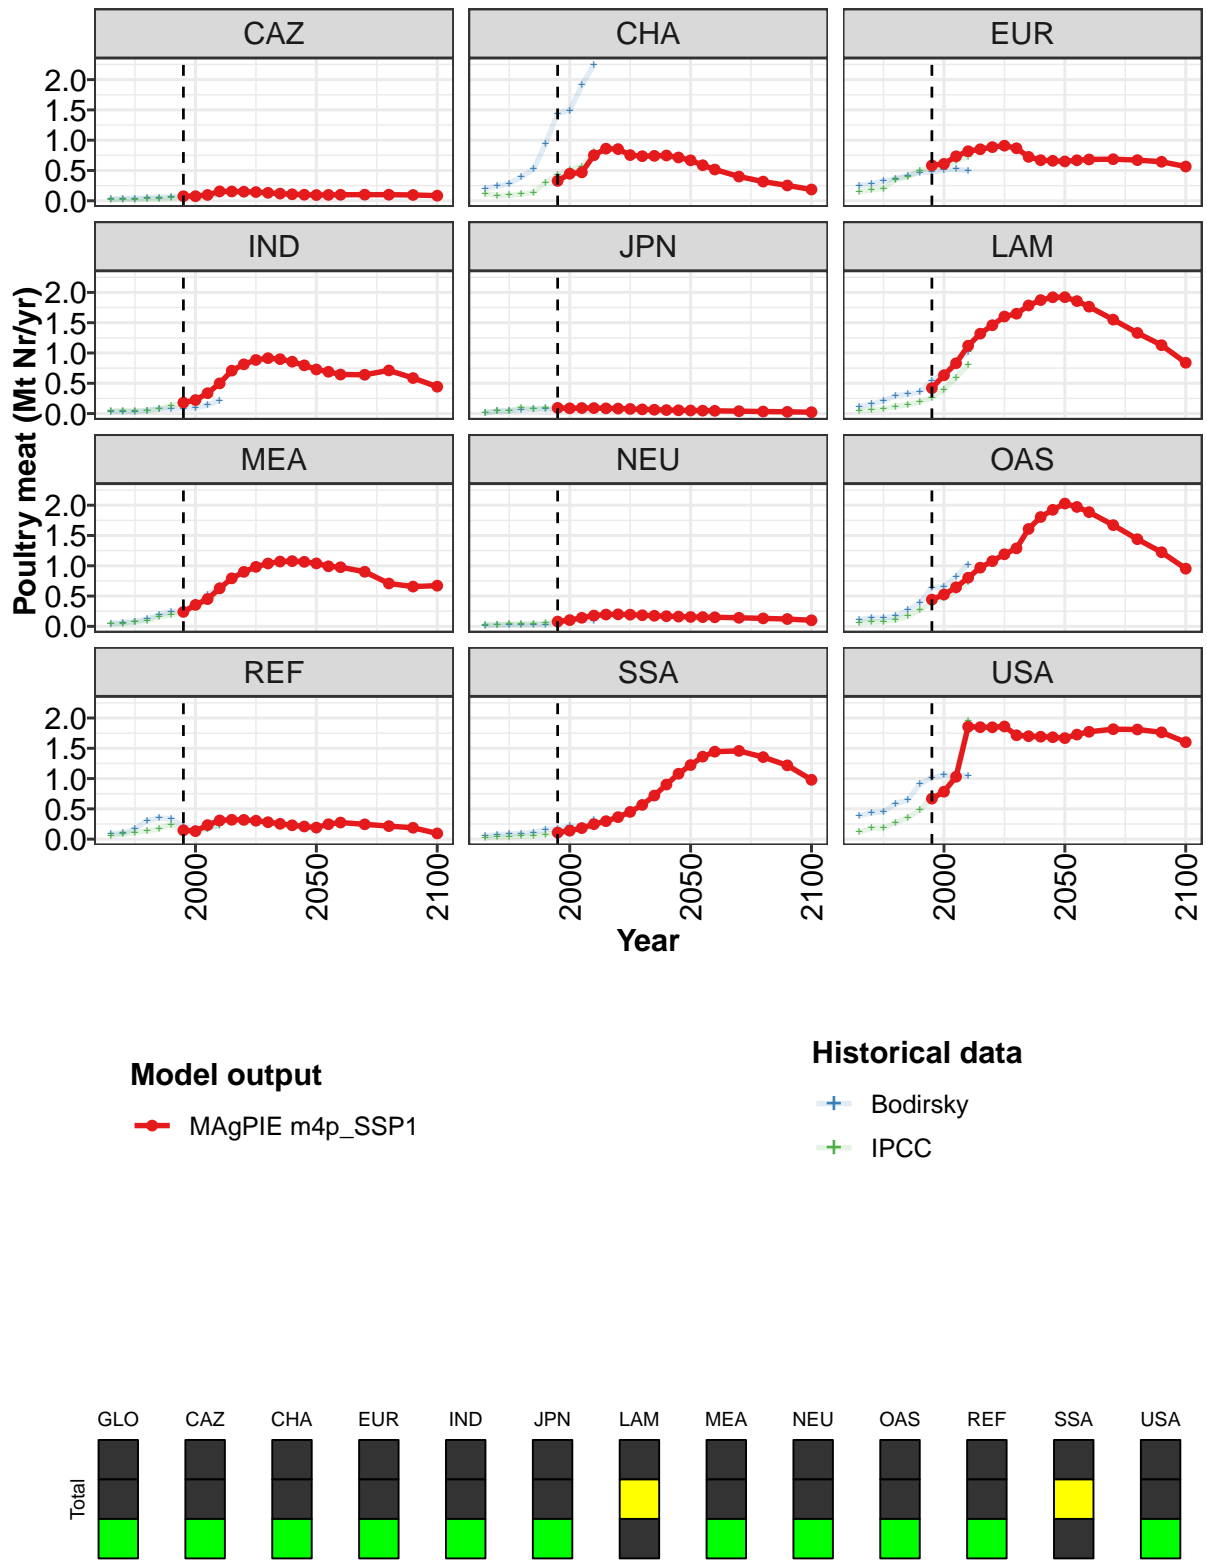 CAZ CHA EUR
2.0
1.5
1.0
0.5
0.0
IND JPN LAM
2.0
1.5
1.0
0.5
0.0
MEA NEU OAS
2.0
1.5
1.0
0.5
0.0
REF SSA USA
2.0
1.5
1.0
0.5
0.0
Poultry meat (Mt Nr/yr)
2000 2050 2100 2000 2050 2100 2000 2050 2100
Year
Model output
MAgPIE m4p_SSP1
Historical data
Bodirsky
IPCC
GLO CAZ CHA EUR IND JPN LAM MEA NEU OAS REF SSA USA
Total